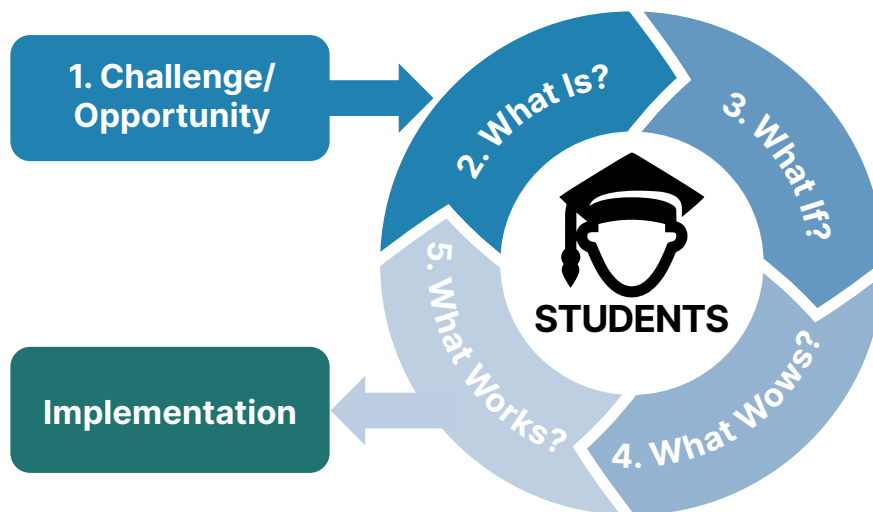 1. Challenge/
Opportunity
2. What Is?
3. What If?
4. What Wows?
5. What Works?
STUDENTS
Implementation